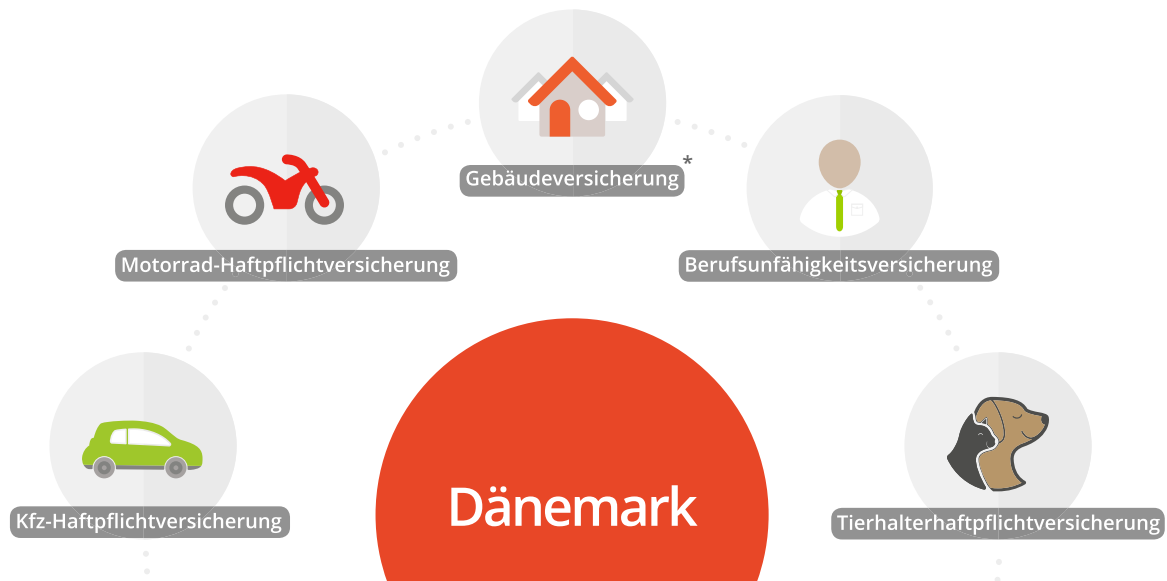 Gebäudeversicherung*
Motorrad-Haftpflichtversicherung
Berufsunfähigkeitsversicherung
Dänemark
Kfz-Haftpflichtversicherung
Tierhalterhaftpflichtversicherung